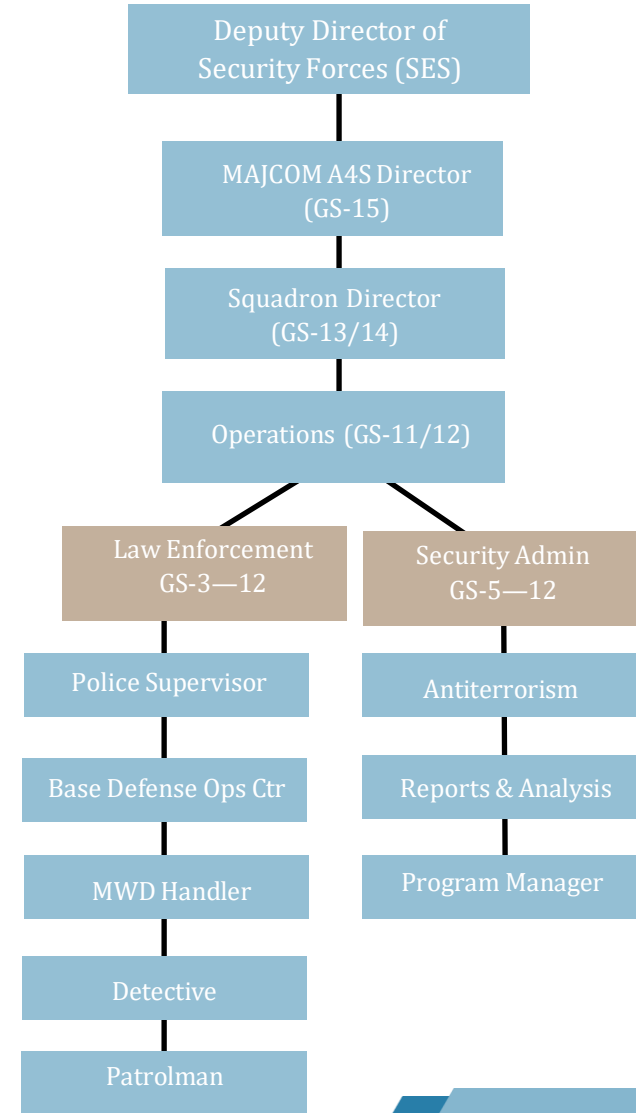 Deputy Director of
Security Forces (SES)
MAJCOM A4S Director
(GS-15)
Squadron Director
(GS-13/14)
Operations (GS-11/12)
Law Enforcement
GS-3—12
Security Admin
GS-5—12
Police Supervisor
Antiterrorism
Base Defense Ops Ctr
Reports & Analysis
MWD Handler
Program Manager
Detective
Patrolman